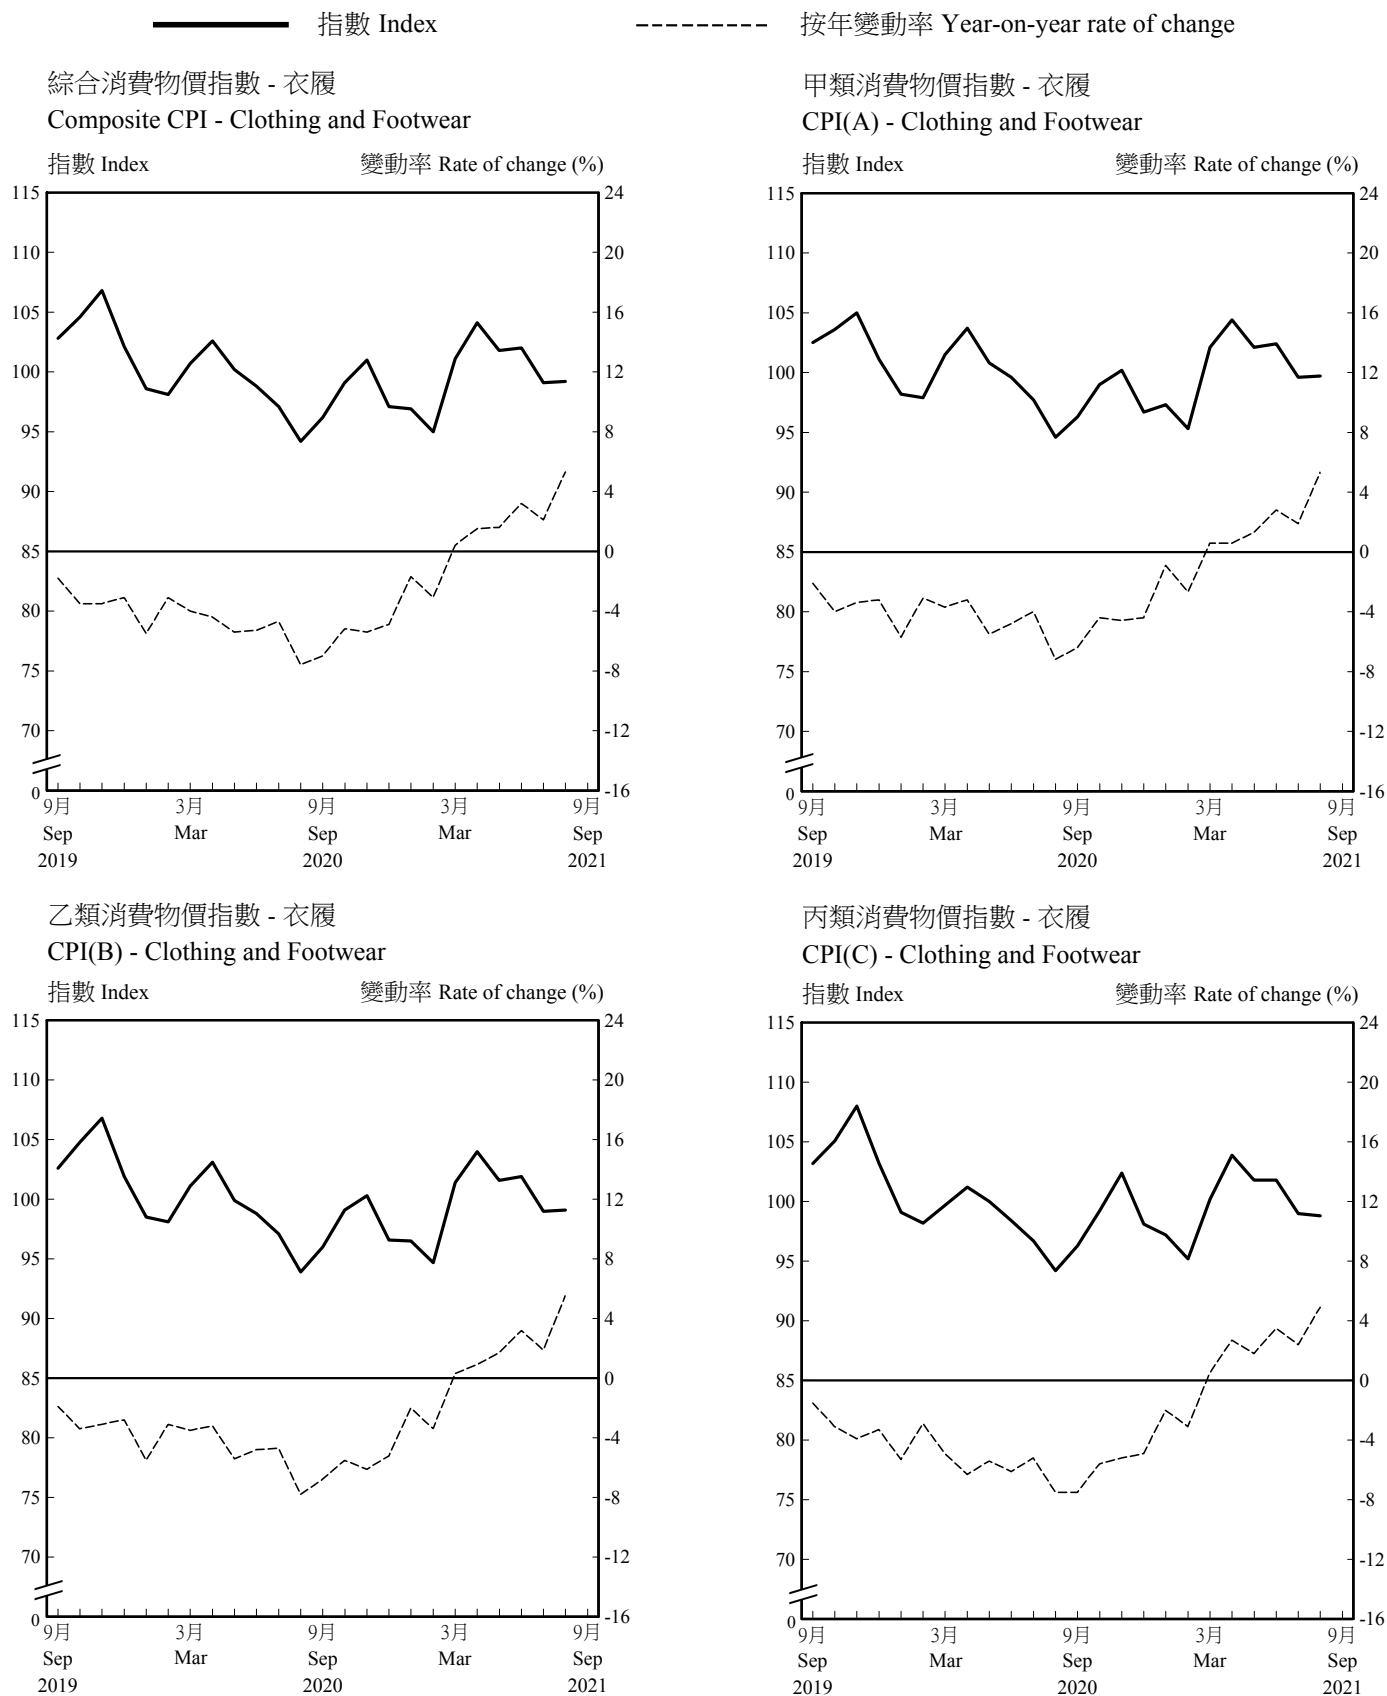 指數 Index
按年變動率 Year-on-year rate of change
綜合消費物價指數 - 衣履
Composite CPI - Clothing and Footwear
指數 Index 變動率 Rate of change (%)
115 24
110 20
105 16
100 12
95 8
90 4
85 0
80 -4
75 -8
70 -12
0 -16
9月 3月 9月 3月 9月
Sep Mar Sep Mar Sep
2019 2020 2021
甲類消費物價指數 - 衣履
CPI(A) - Clothing and Footwear
指數 Index 變動率 Rate of change (%)
115 24
110 20
105 16
100 12
95 8
90 4
85 0
80 -4
75 -8
70 -12
0 -16
9月 3月 9月 3月 9月
Sep Mar Sep Mar Sep
2019 2020 2021
乙類消費物價指數 - 衣履
CPI(B) - Clothing and Footwear
指數 Index 變動率 Rate of change (%)
115 24
110 20
105 16
100 12
95 8
90 4
85 0
80 -4
75 -8
70 -12
0 -16
9月 3月 9月 3月 9月
Sep Mar Sep Mar Sep
2019 2020 2021
丙類消費物價指數 - 衣履
CPI(C) - Clothing and Footwear
指數 Index 變動率 Rate of change (%)
115 24
110 20
105 16
100 12
95 8
90 4
85 0
80 -4
75 -8
70 -12
0 -16
9月 3月 9月 3月 9月
Sep Mar Sep Mar Sep
2019 2020 2021